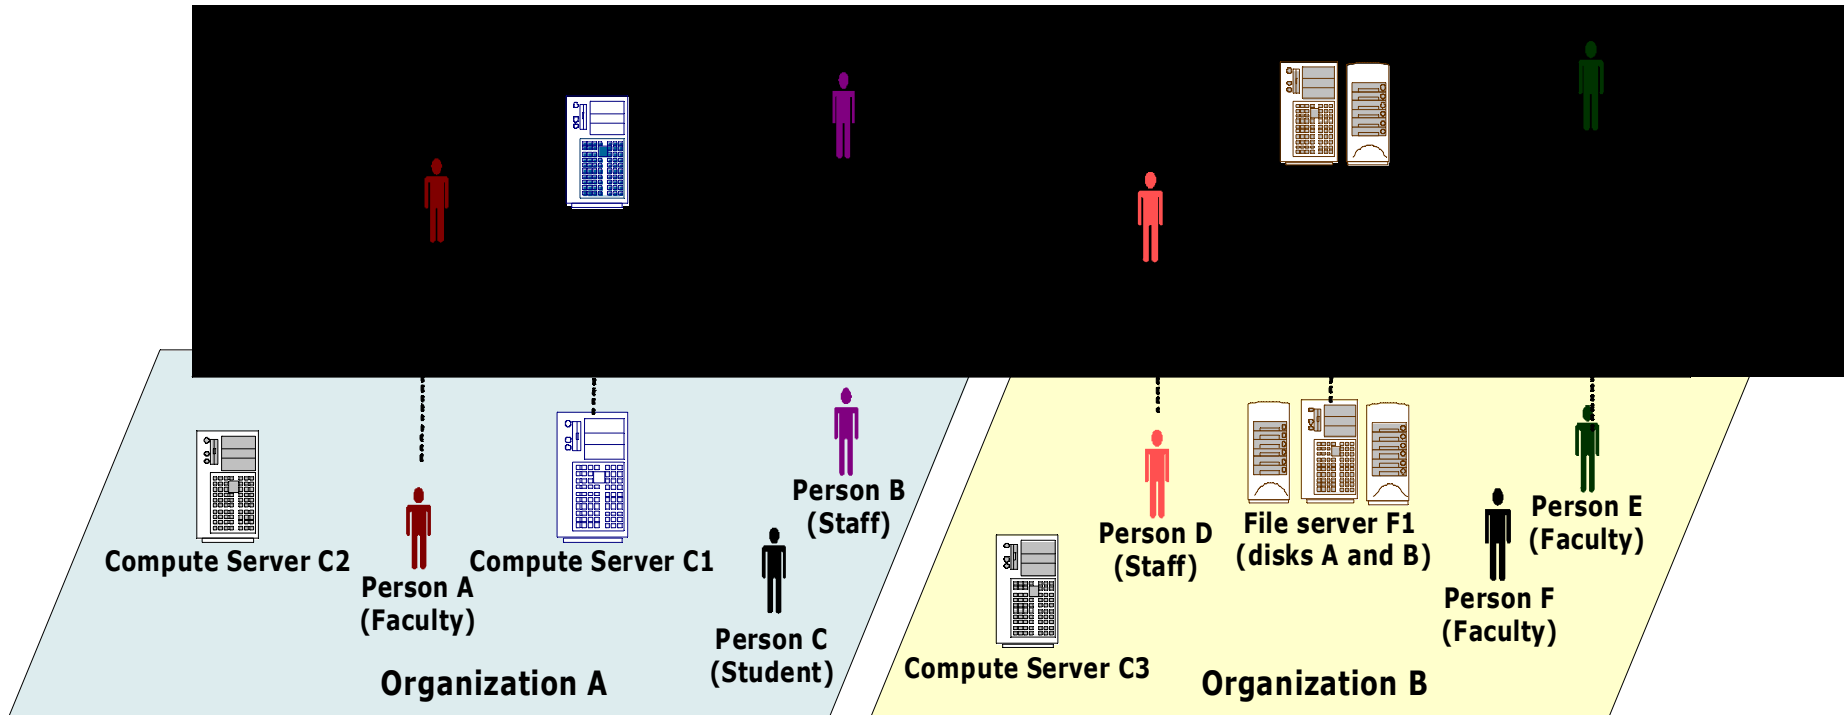 Compute Server C2
Person A
(Faculty)
Compute Server C1
Person B
(Staff)
Person C
(Student)
Organization A
Person D
(Staff)
File server F1
(disks A and B)
Person E
(Faculty)
Person F
(Faculty)
Compute Server C3
Organization B